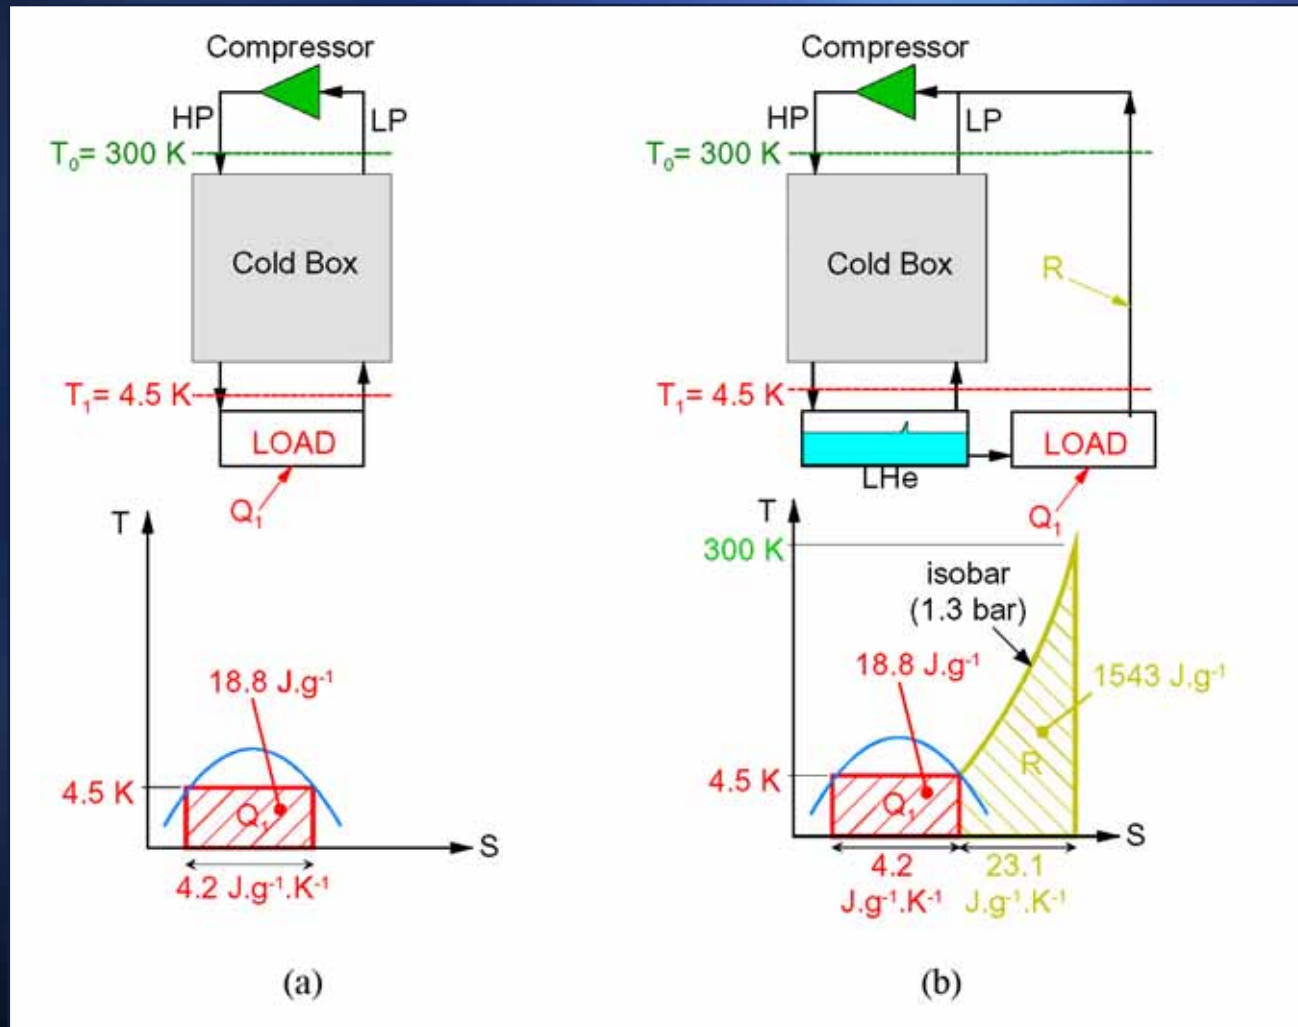 Compressor
HP
LP
T₀= 300 K
Cold Box
T₁= 4.5 K
LOAD
Q₁
T
18.8 J.g⁻¹
4.5 K
Q₁
S
4.2 J.g⁻¹.K⁻¹
(a)
Compressor
HP
LP
T₀= 300 K
Cold Box
R
T₁= 4.5 K
LOAD
LHe
Q₁
T
300 K
isobar
(1.3 bar)
18.8 J.g⁻¹
1543 J.g⁻¹
4.5 K
Q₁
R
S
4.2
J.g⁻¹.K⁻¹
23.1
J.g⁻¹.K⁻¹
(b)